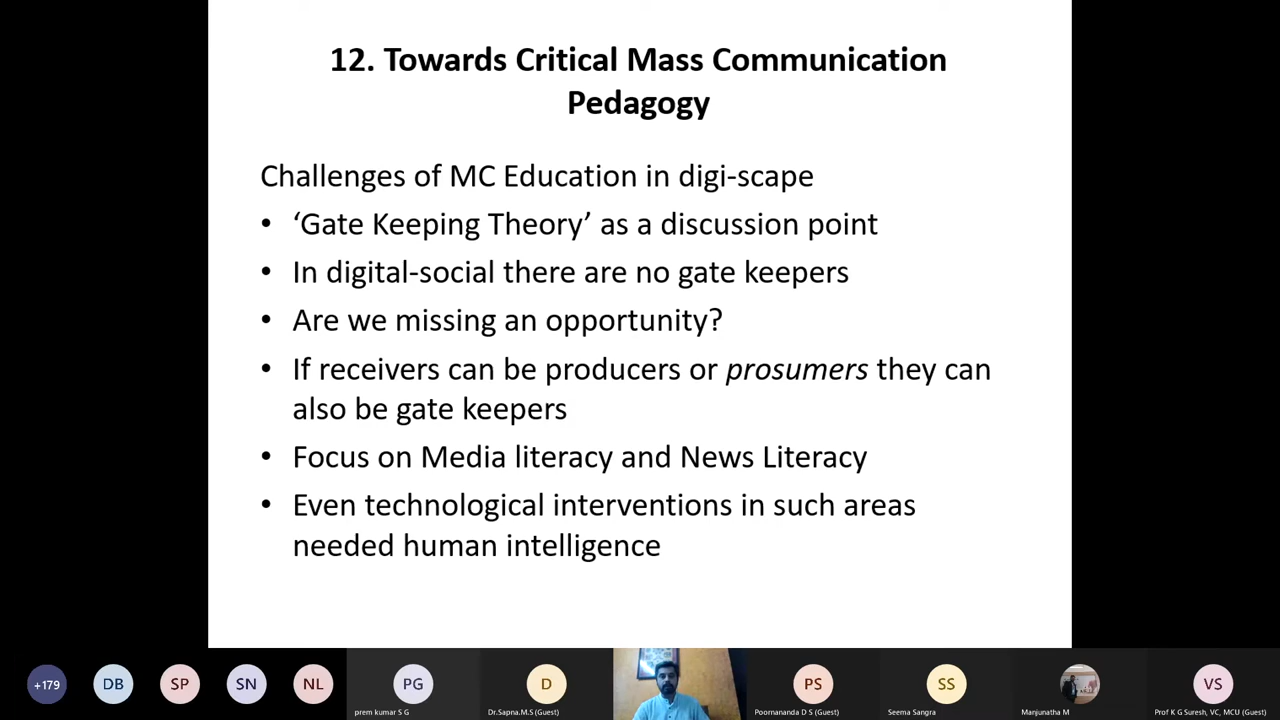 12. Towards Critical Mass Communication
Pedagogy
Challenges of MC Education in digi-scape
• ‘Gate Keeping Theory’ as a discussion point
• In digital-social there are no gate keepers
• Are we missing an opportunity?
• If receivers can be producers or prosumers they can
also be gate keepers
• Focus on Media literacy and News Literacy
• Even technological interventions in such areas
needed human intelligence
+179 DB SP SN NL PG D PS SS VS
prem kumar S G Dr.Sapna.M.S (Guest) Poornananda D S (Guest) Seema Sangra Manjunatha M Prof K G Suresh, VC, MCU (Guest)